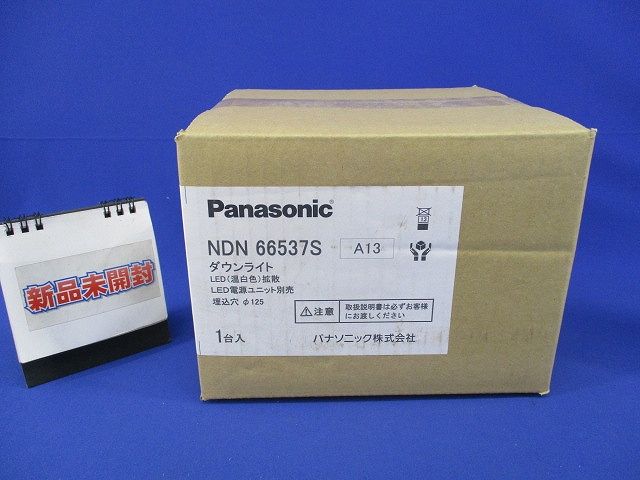 新品未開封
Panasonic
NDN 66537S A13
ダウンライト
LED(温白色)拡散
LED電源ユニット別売
埋込穴 φ125
⚠注意 取扱説明書は必ずお客様
にお渡しください
1台入 パナソニック株式会社